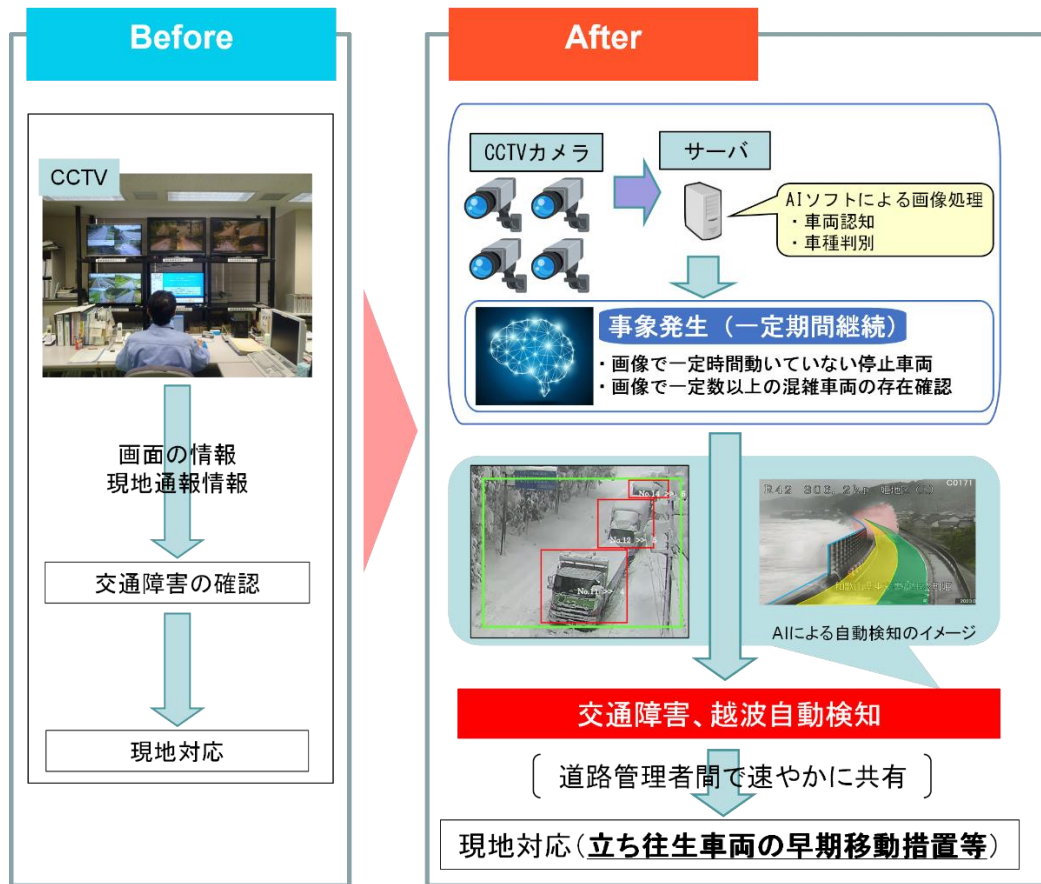 Before
CCTV
画面の情報
現地通報情報
交通障害の確認
現地対応
After
CCTVカメラ
サーバ
AIソフトによる画像処理
・車両認知
・車種判別
事象発生（一定期間継続）
・画像で一定時間動いていない停止車両
・画像で一定数以上の混雑車両の存在確認
No.12 >> 5
C0171
AIによる自動検知のイメージ
交通障害、越波自動検知
〔 道路管理者間で速やかに共有 〕
現地対応（立ち往生車両の早期移動措置等）